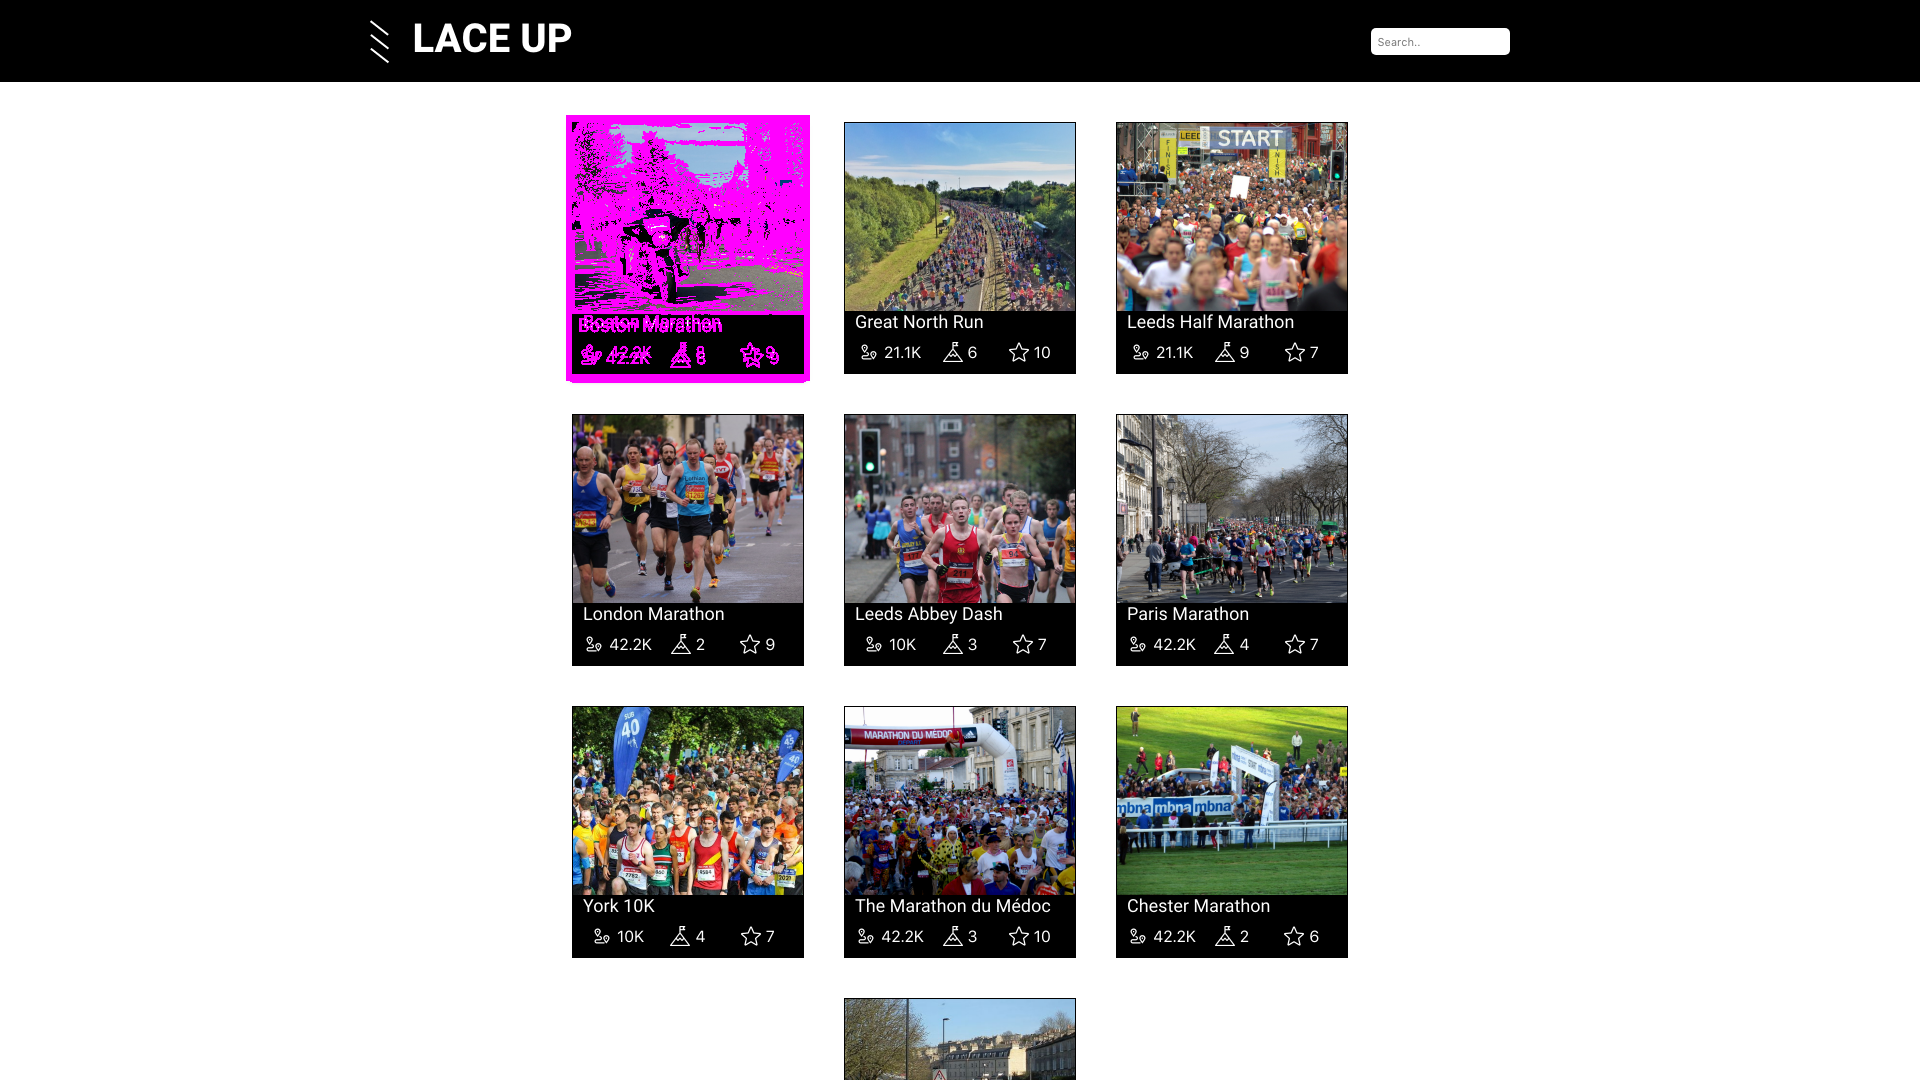 LACE UP
Search..
Boston Marathon
42.2K 8 9
START
LEED
FINISH
FINISH
Great North Run
21.1K 6 10
Leeds Half Marathon
21.1K 9 7
London Marathon
42.2K 2 9
Leeds Abbey Dash
10K 3 7
Paris Marathon
42.2K 4 7
SUB
40
MARATHON DU MÉDOC
mbna mbna mbna
York 10K
10K 4 7
The Marathon du Médoc
42.2K 3 10
Chester Marathon
42.2K 2 6